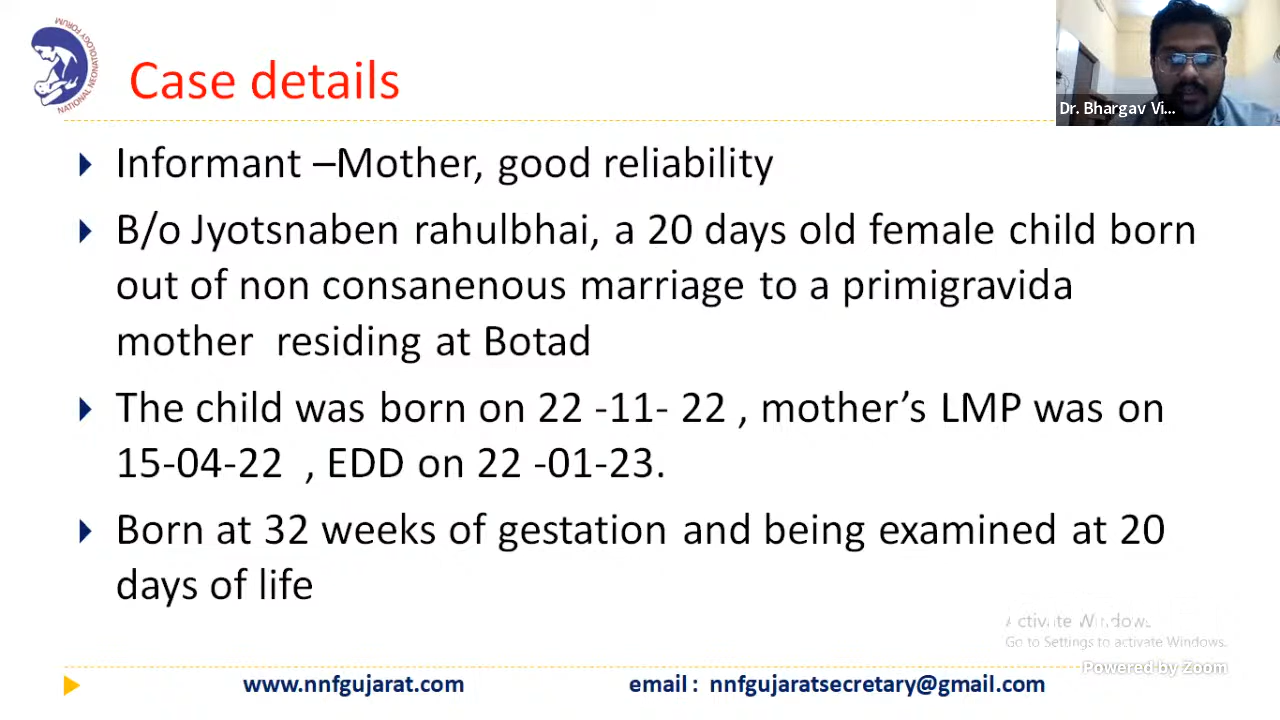 NATIONAL NEONATOLOGY FORUM
Case details
Dr. Bhargav Vi...
Informant –Mother, good reliability
B/o Jyotsnaben rahulbhai, a 20 days old female child born
out of non consanenous marriage to a primigravida
mother residing at Botad
The child was born on 22 -11- 22 , mother’s LMP was on
15-04-22 , EDD on 22 -01-23.
Born at 32 weeks of gestation and being examined at 20
days of life
Activate Windows
Go to Settings to activate Windows.
Powered by Zoom
www.nnfgujarat.com
email : nnfgujaratsecretary@gmail.com